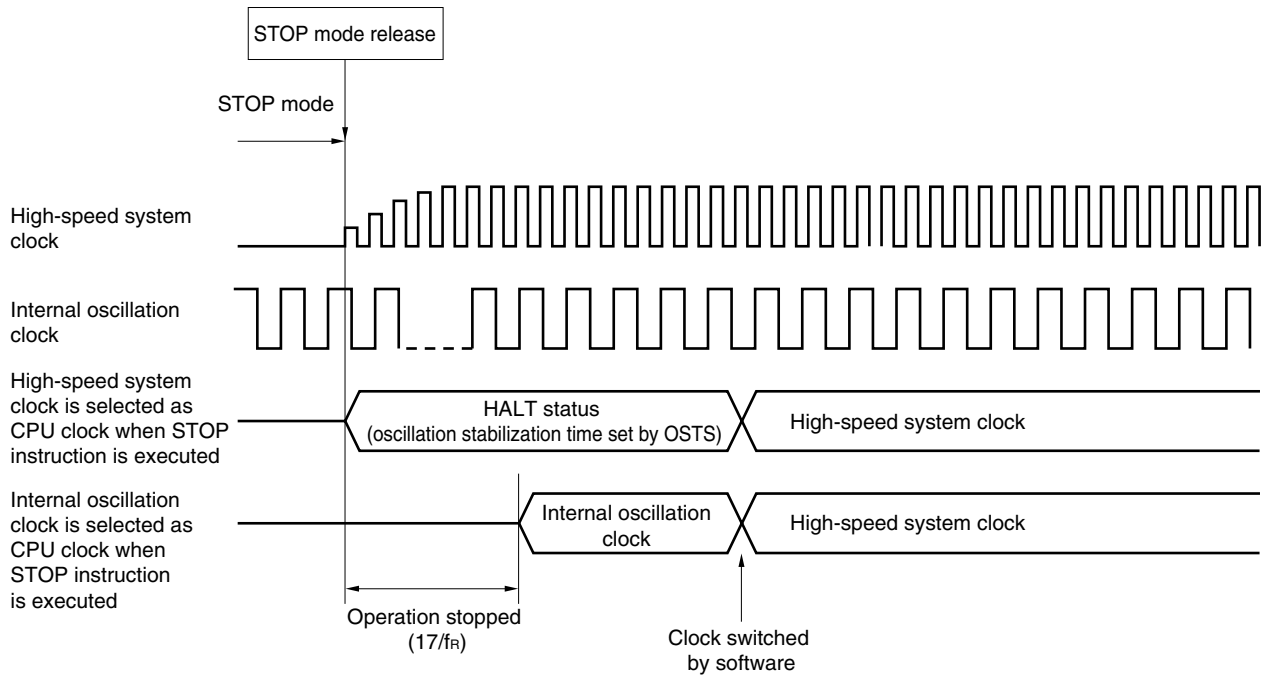 STOP mode release
STOP mode
High-speed system
clock
Internal oscillation
clock
High-speed system
clock is selected as
CPU clock when STOP
instruction is executed
HALT status
(oscillation stabilization time set by OSTS)
High-speed system clock
Internal oscillation
clock is selected as
CPU clock when
STOP instruction
is executed
Internal oscillation
clock
High-speed system clock
Operation stopped
(17/fR)
Clock switched
by software